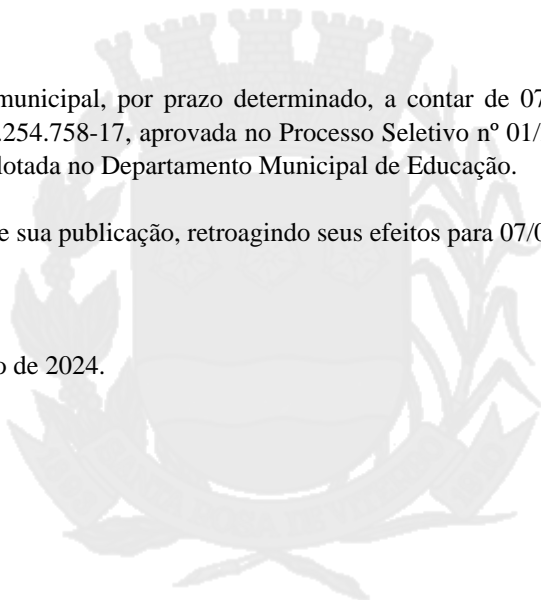 municipal, por prazo determinado, a contar de 07
.254.758-17, aprovada no Processo Seletivo nº 01/
lotada no Departamento Municipal de Educação.
e sua publicação, retroagindo seus efeitos para 07/0
o de 2024.